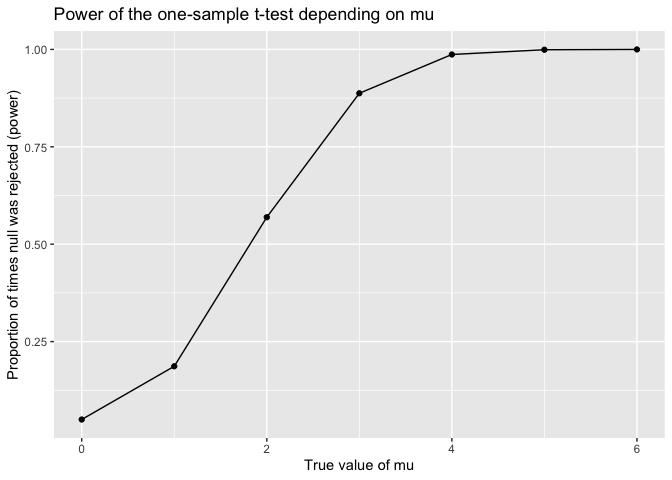 Power of the one-sample t-test depending on mu
Proportion of times null was rejected (power)
1.00
0.75
0.50
0.25
0
2
4
6
True value of mu